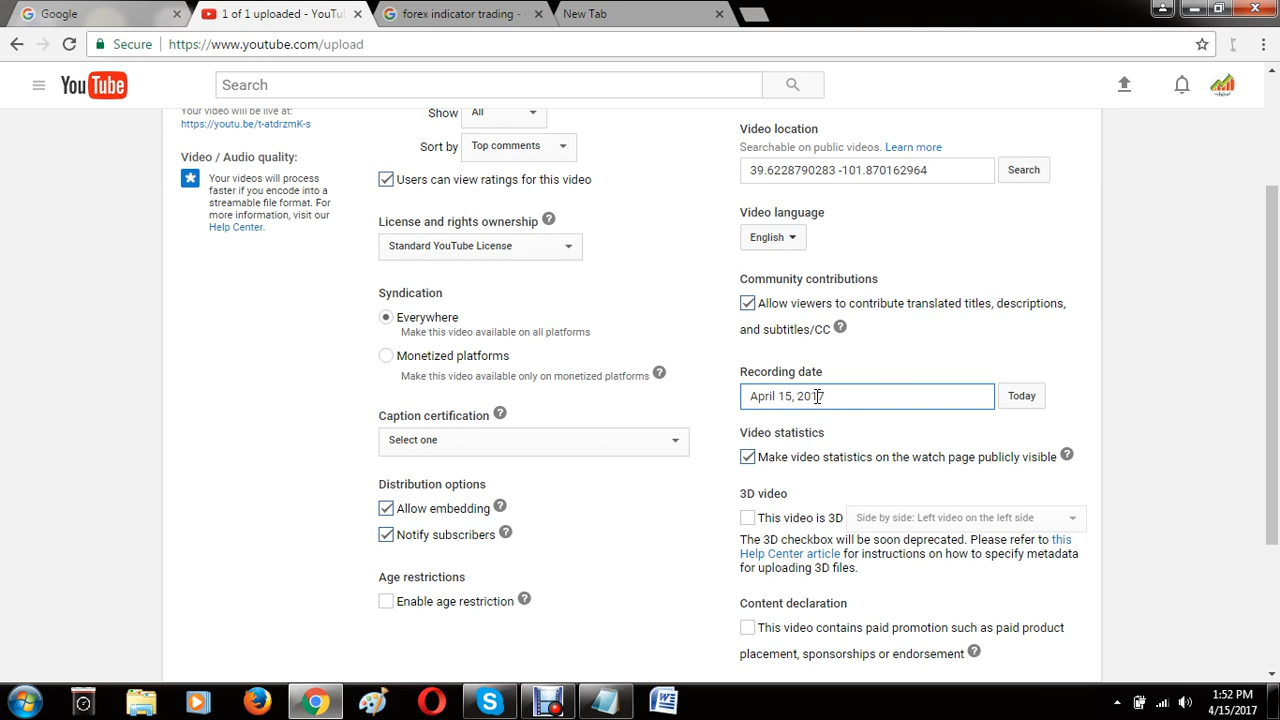 Google
1 of 1 uploaded - YouTu
forex indicator trading -
New Tab
Secure
https://www.youtube.com/upload
YouTube
Search
Your video will be live at:
https://youtu.be/t-atdrzmK-s
Video / Audio quality:
Your videos will process
faster if you encode into a
streamable file format. For
more information, visit our
Help Center.
Show
All
Sort by
Top comments
Users can view ratings for this video
License and rights ownership
Standard YouTube License
Syndication
Everywhere
Make this video available on all platforms
Monetized platforms
Make this video available only on monetized platforms
Caption certification
Select one
Distribution options
Allow embedding
Notify subscribers
Age restrictions
Enable age restriction
Video location
Searchable on public videos. Learn more
39.6228790283 -101.870162964
Search
Video language
English
Community contributions
Allow viewers to contribute translated titles, descriptions,
and subtitles/CC
Recording date
April 15, 2017
Today
Video statistics
Make video statistics on the watch page publicly visible
3D video
This video is 3D
Side by side: Left video on the left side
The 3D checkbox will be soon deprecated. Please refer to this
Help Center article for instructions on how to specify metadata
for uploading 3D files.
Content declaration
This video contains paid promotion such as paid product
placement, sponsorships or endorsement
1:52 PM
4/15/2017